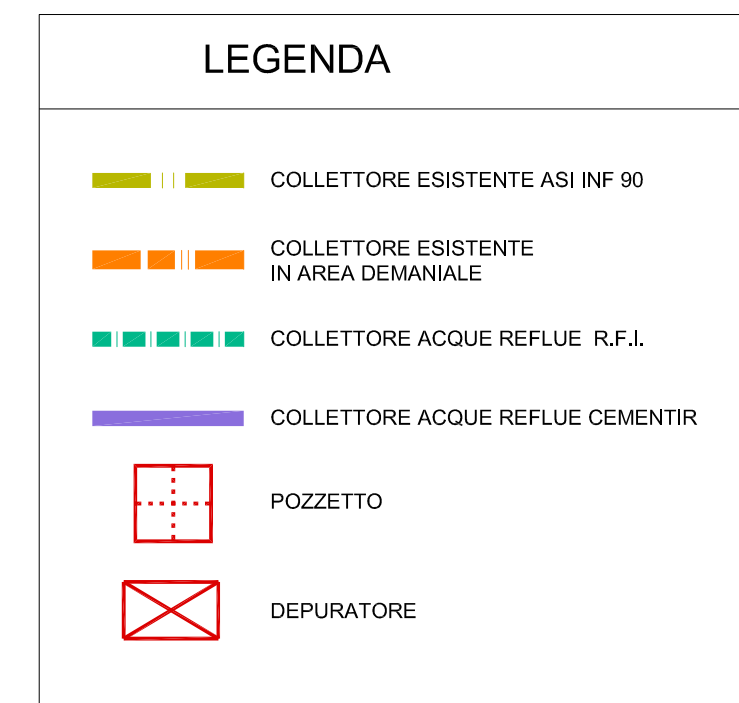 LEGENDA
COLLETTORE ESISTENTE ASI INF 90
COLLETTORE ESISTENTE
IN AREA DEMANIALE
COLLETTORE ACQUE REFLUE R.F.I.
COLLETTORE ACQUE REFLUE CEMENTIR
POZZETTO
DEPURATORE